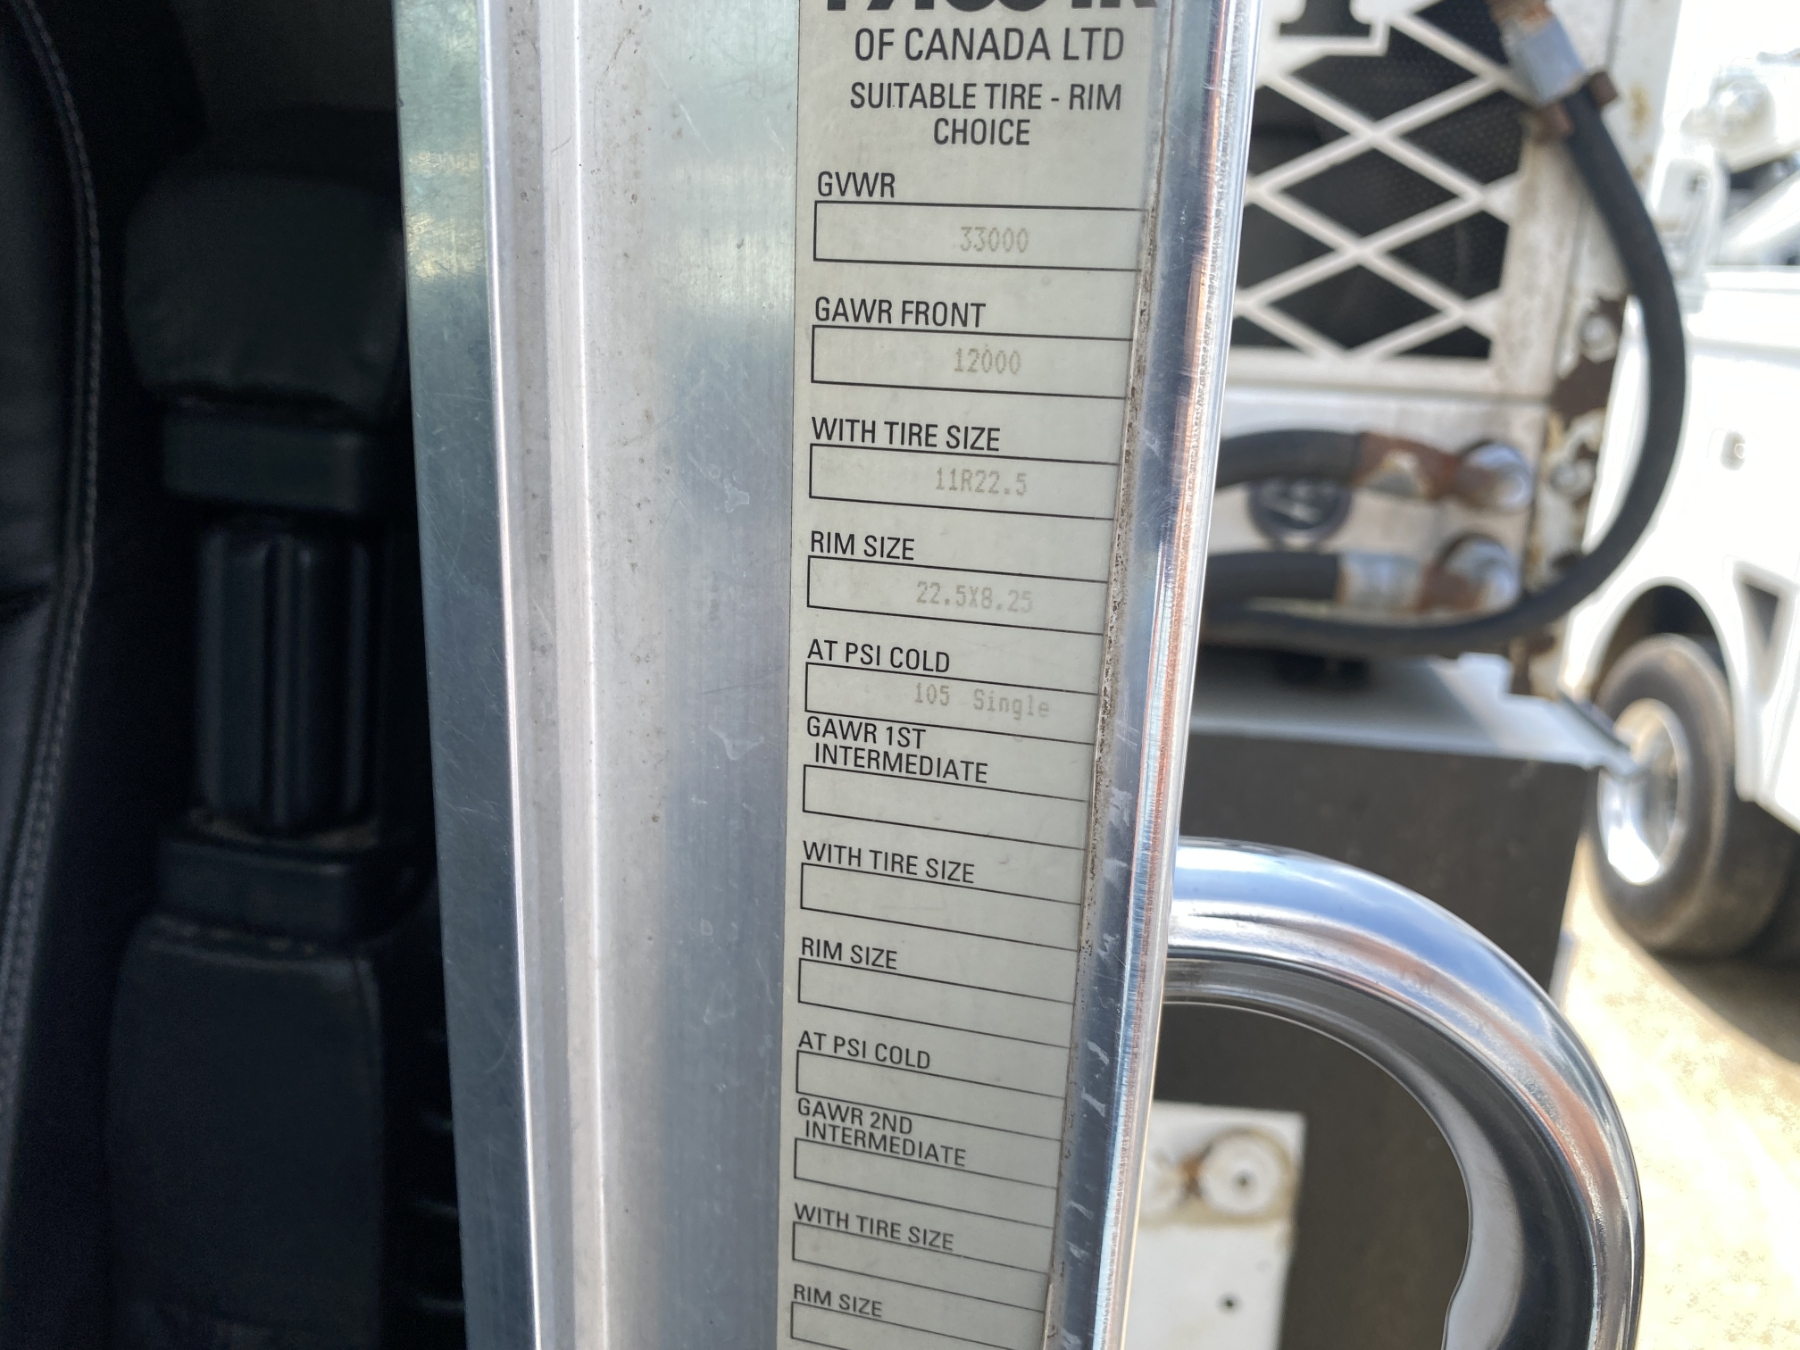 OF CANADA LTD
SUITABLE TIRE - RIM
CHOICE
GVWR
33000
GAWR FRONT
12000
WITH TIRE SIZE
11R22.5
RIM SIZE
22.5X8.25
AT PSI COLD
105 Single
GAWR 1ST
INTERMEDIATE
WITH TIRE SIZE
RIM SIZE
AT PSI COLD
GAWR 2ND
INTERMEDIATE
WITH TIRE SIZE
RIM SIZE